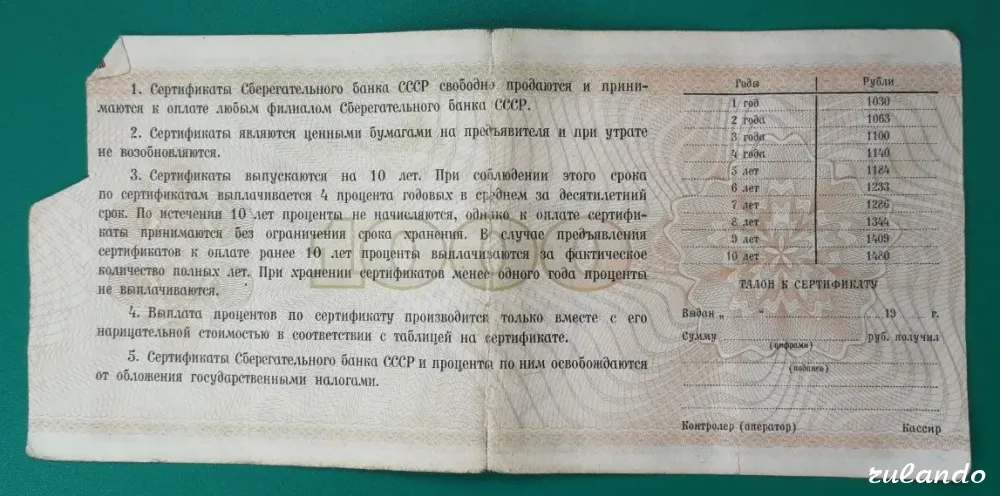 1. Сертификаты Сберегательного банка СССР свободно продаются и прини-
маются к оплате любым филиалом Сберегательного банка СССР.
2. Сертификаты являются ценными бумагами на предъявителя и при утрате
не возобновляются.
3. Сертификаты выпускаются на 10 лет. При соблюдении этого срока
по сертификатам выплачивается 4 процента годовых в среднем за десятилетний
срок. По истечении 10 лет проценты не начисляются, однако к оплате сертифи-
каты принимаются без ограничения срока хранения. В случае предъявления
сертификатов к оплате ранее 10 лет проценты выплачиваются за фактическое
количество полных лет. При хранении сертификатов менее одного года проценты
не выплачиваются.
4. Выплата процентов по сертификату производится только вместе с его
нарицательной стоимостью в соответствии с таблицей на сертификате.
5. Сертификаты Сберегательного банка СССР и проценты по ним освобождаются
от обложения государственными налогами.
1000
Годы Рубли
1 год 1030
2 года 1063
3 года 1100
4 года 1140
5 лет 1184
6 лет 1233
7 лет 1286
8 лет 1344
9 лет 1409
10 лет 1480
ТАЛОН К СЕРТИФИКАТУ
Выдан „ “ 19 г.
Сумму руб. получил
(цифрами)
(подпись)
Контролер (оператор) Кассир
rulando